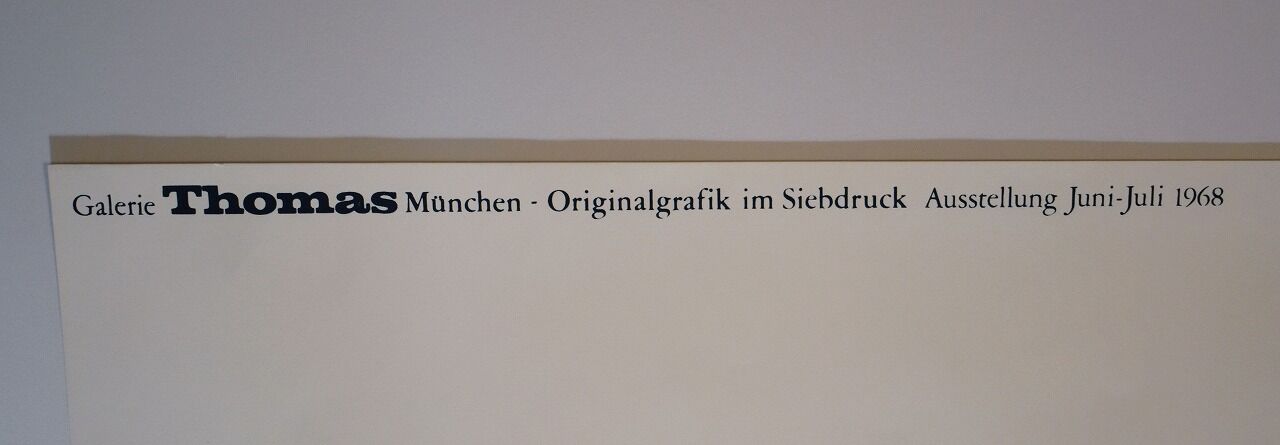 Galerie Thomas München - Originalgrafik im Siebdruck Ausstellung Juni-Juli 1968